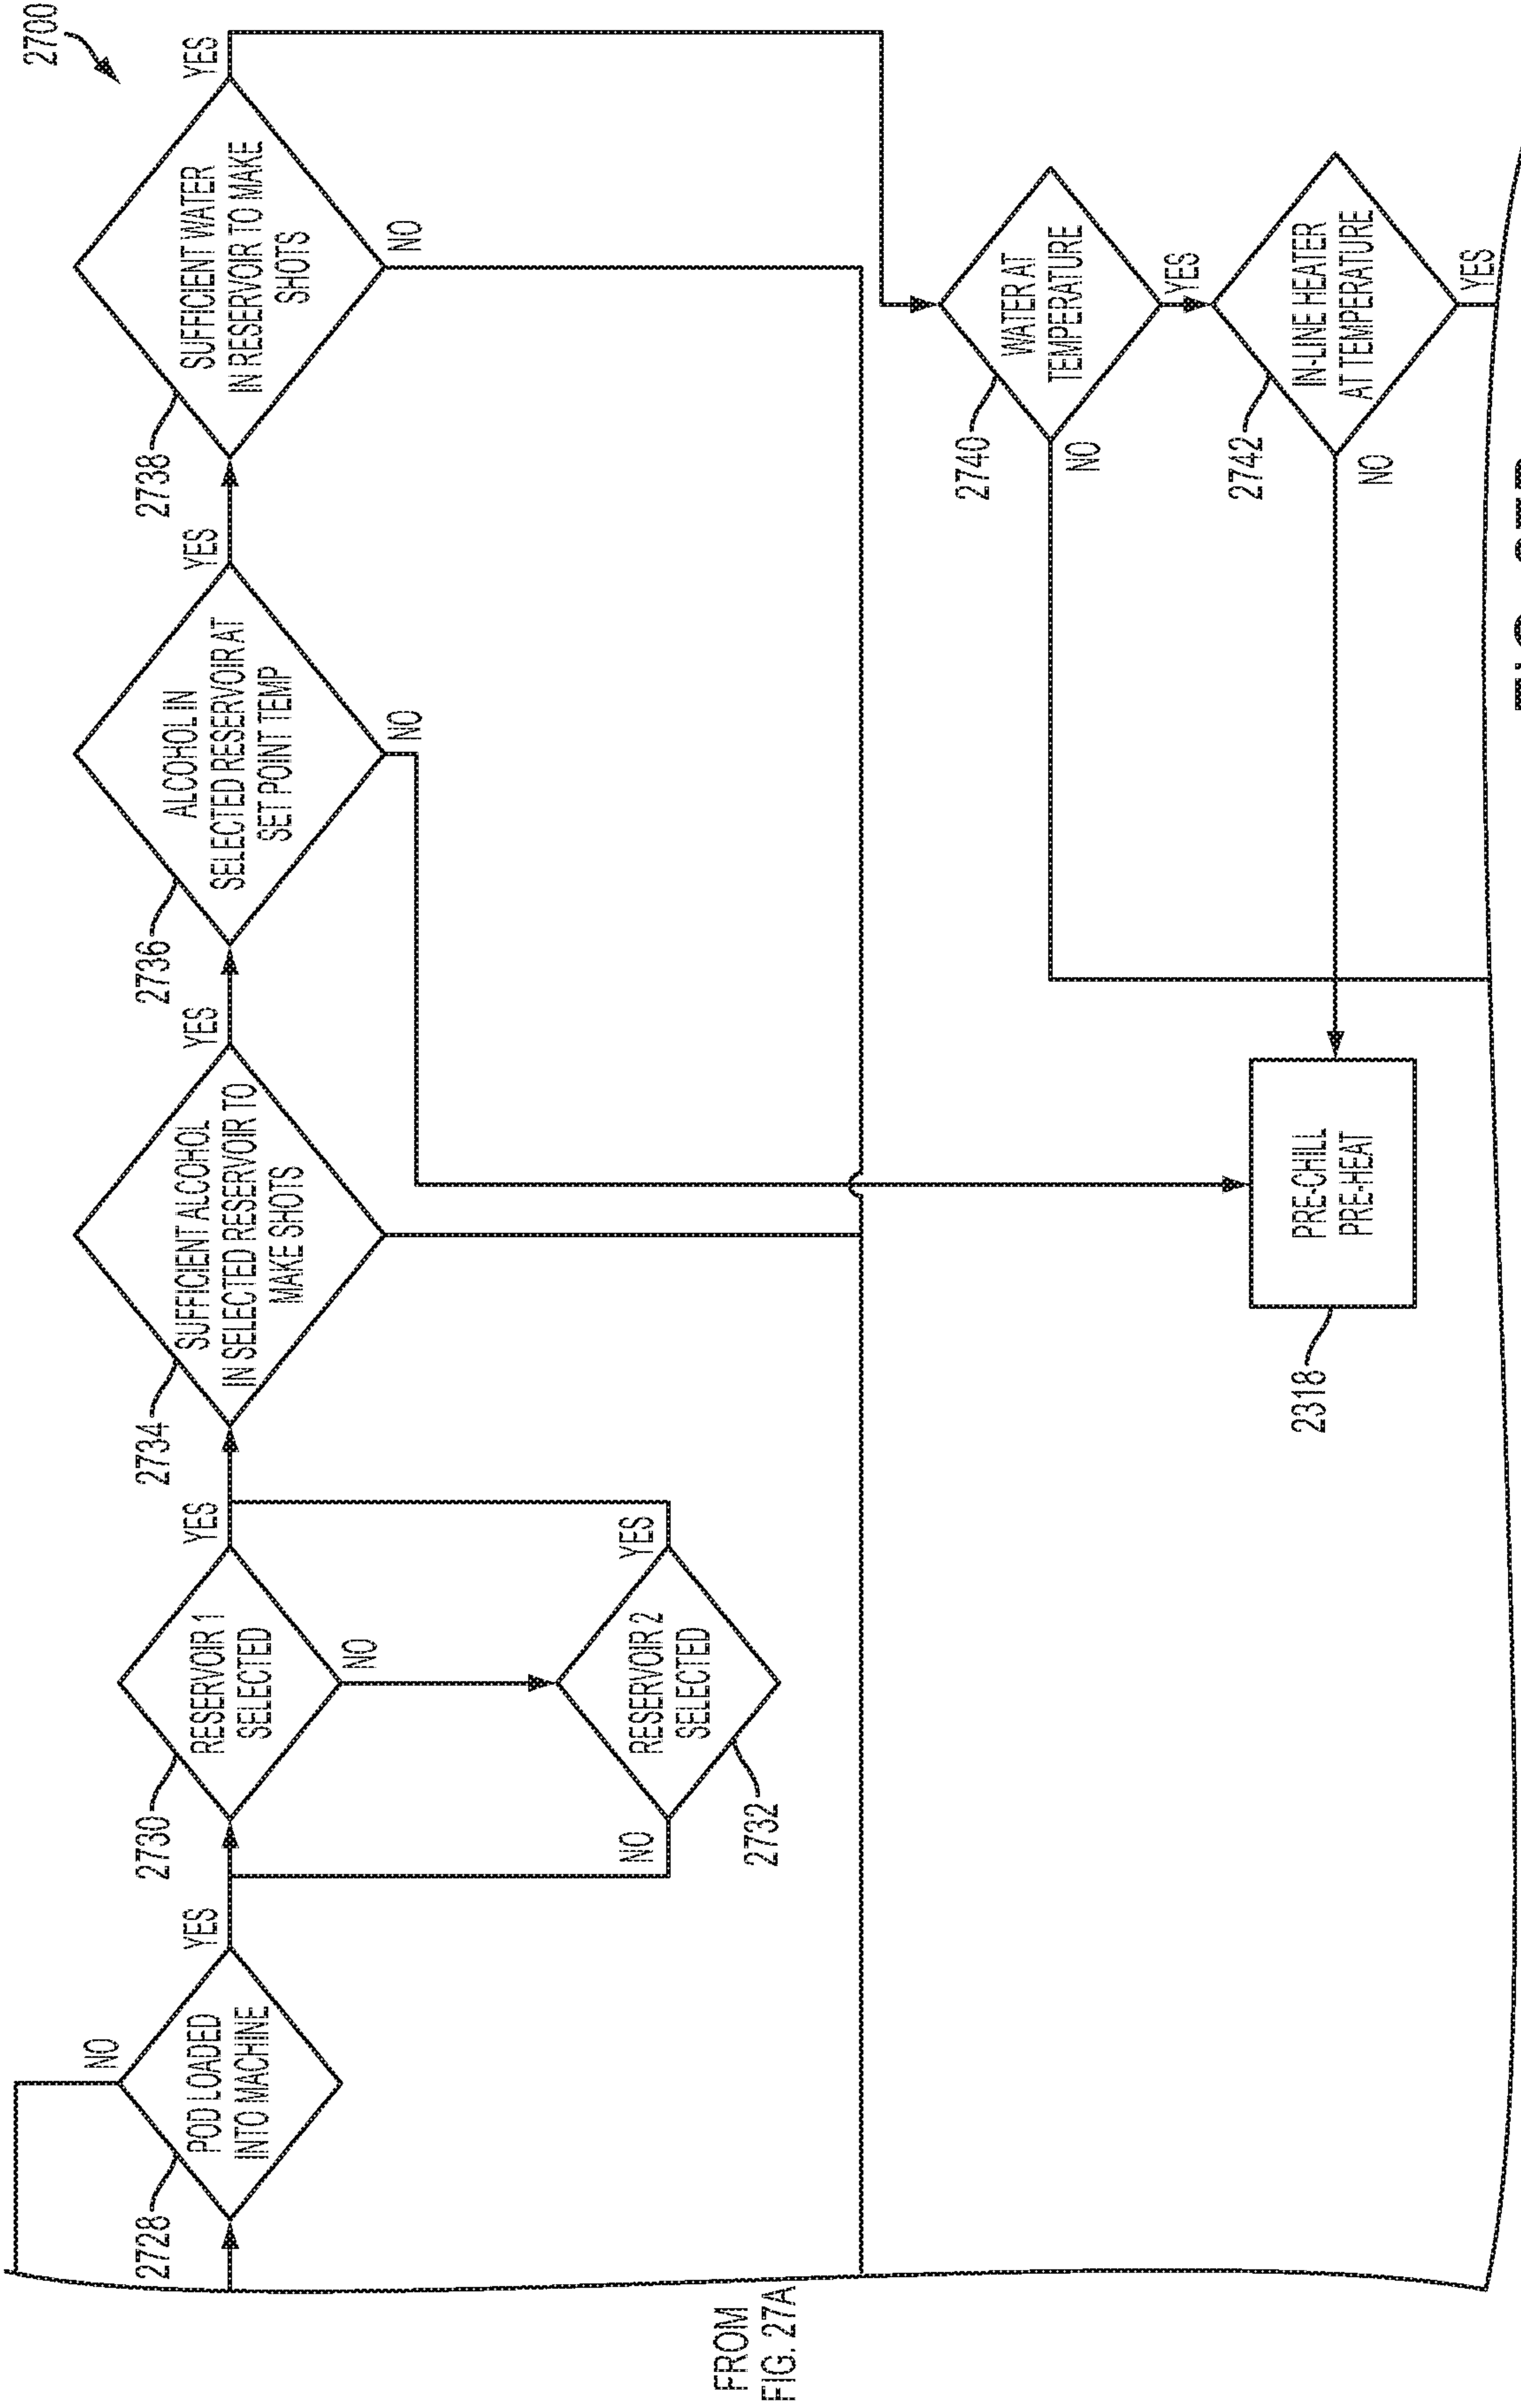 2700
NO
2728
POD LOADED
INTO MACHINE
YES
2730
RESERVOIR 1
SELECTED
YES
NO
2732
RESERVOIR 2
SELECTED
YES
NO
2734
SUFFICIENT ALCOHOL
IN SELECTED RESERVOIR TO
MAKE SHOTS
YES
2736
ALCOHOL IN
SELECTED RESERVOIR AT
SET POINT TEMP
YES
NO
2738
SUFFICIENT WATER
IN RESERVOIR TO MAKE
SHOTS
YES
NO
2740
WATER AT
TEMPERATURE
NO
YES
2742
IN-LINE HEATER
AT TEMPERATURE
NO
YES
2318
PRE-CHILL
PRE-HEAT
FROM
FIG. 27A